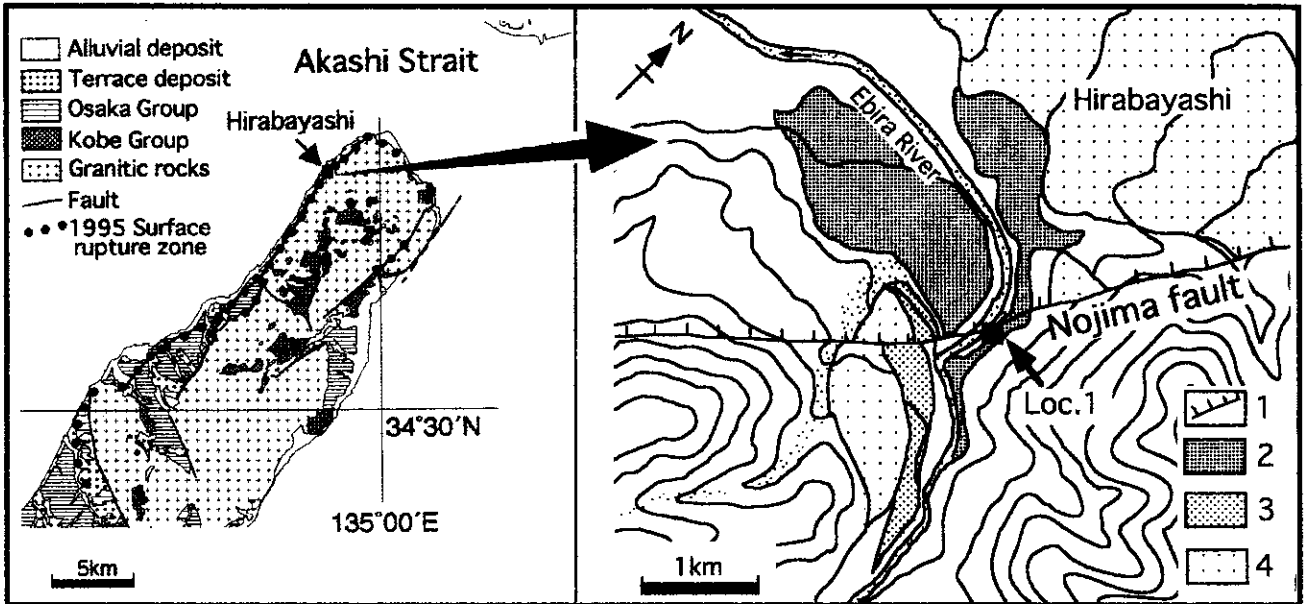 Alluvial deposit
Terrace deposit
Osaka Group
Kobe Group
Granitic rocks
Fault
1995 Surface
rupture zone
Akashi Strait
Hirabayashi
34°30′N
135°00′E
5km
N
Ebira River
Hirabayashi
Nojima fault
Loc.1
1
2
3
4
1km